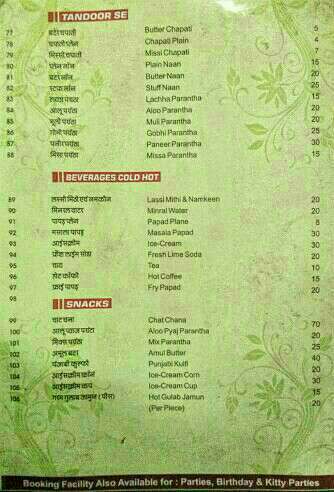 TANDOOR SE
77 बटर चपाती Butter Chapati 5
78 चपाती प्लेन Chapati Plain 4
79 मिस्सी चपाती Missi Chapati 7
80 प्लेन नॉन Plain Naan 15
81 बटर नॉन Butter Naan 20
82 स्टफ नॉन Stuff Naan 25
83 लच्छा परांठा Lachha Parantha 15
84 आलू परांठा Aloo Parantha 20
85 मूली परांठा Muli Parantha 20
86 गोभी परांठा Gobhi Parantha 20
87 पनीर परांठा Paneer Parantha 30
88 मिस्सा परांठा Missa Parantha 15
BEVERAGES COLD HOT
89 लस्सी मिठी एवं नमकीन Lassi Mithi & Namkeen 20
90 मिनरल वाटर Minral Water 20
91 पापड़ प्लेन Papad Plane 8
92 मसाला पापड़ Masala Papad 30
93 आईसक्रीम Ice-Cream 30
94 फ्रेश लाईम सोडा Fresh Lime Soda 20
95 चाय Tea 10
96 होट कॉफी Hot Coffee 15
97 फ्राई पापड़ Fry Papad 20
98
SNACKS
99 चाट चना Chat Chana 70
100 आलू प्याज परांठा Aloo Pyaj Parantha
101 मिक्स परांठा Mix Parantha
102 अमूल बटर Amul Butter
103 पंजाबी कुल्फी Punjabi Kulfi
104 आईसक्रीम कॉर्न Ice-Cream Corn
105 आईसक्रीम कप Ice-Cream Cup
106 गरम गुलाब जामुन (पीस) Hot Gulab Jamun
(Per Piece)
Booking Facility Also Available for : Parties, Birthday & Kitty Parties